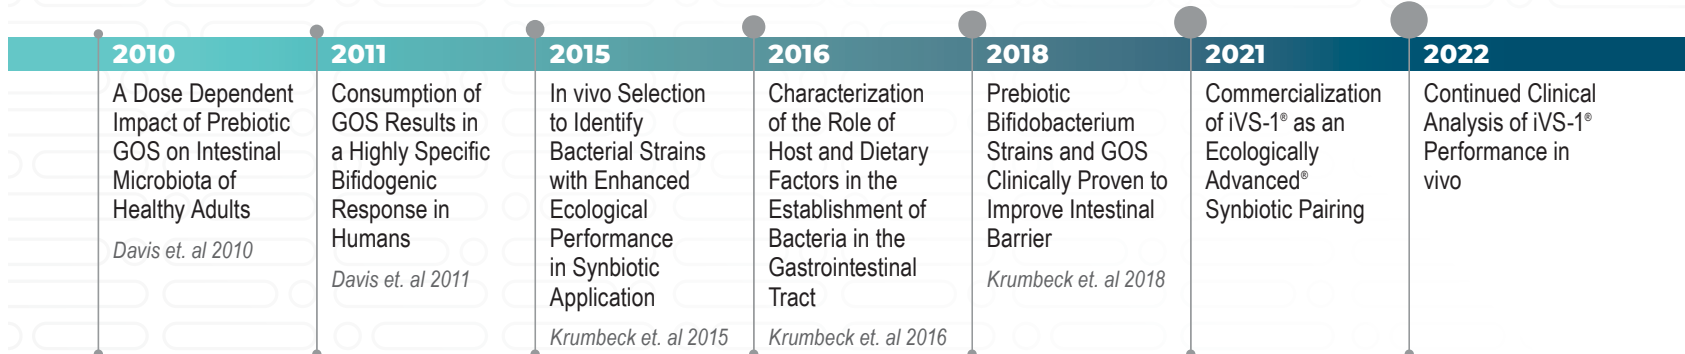 2010
A Dose Dependent
Impact of Prebiotic
GOS on Intestinal
Microbiota of
Healthy Adults
Davis et. al 2010
2011
Consumption of
GOS Results in
a Highly Specific
Bifidogenic
Response in
Humans
Davis et. al 2011
2015
In vivo Selection
to Identify
Bacterial Strains
with Enhanced
Ecological
Performance
in Synbiotic
Application
Krumbeck et. al 2015
2016
Characterization
of the Role of
Host and Dietary
Factors in the
Establishment of
Bacteria in the
Gastrointestinal
Tract
Krumbeck et. al 2016
2018
Prebiotic
Bifidobacterium
Strains and GOS
Clinically Proven to
Improve Intestinal
Barrier
Krumbeck et. al 2018
2021
Commercialization
of iVS-1® as an
Ecologically
Advanced®
Synbiotic Pairing
2022
Continued Clinical
Analysis of iVS-1®
Performance in
vivo